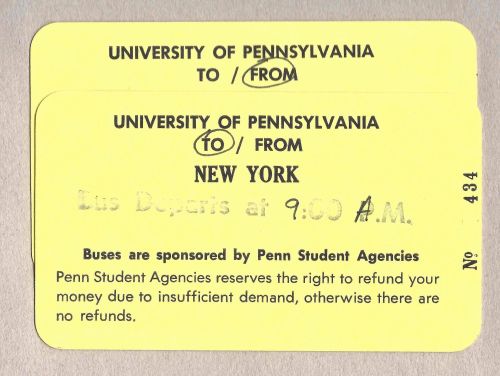 UNIVERSITY OF PENNSYLVANIA
TO / FROM
UNIVERSITY OF PENNSYLVANIA
TO / FROM
NEW YORK
Bus Departs at 9:00 A.M.
Buses are sponsored by Penn Student Agencies
Penn Student Agencies reserves the right to refund your
money due to insufficient demand, otherwise there are
no refunds.
Nº 434